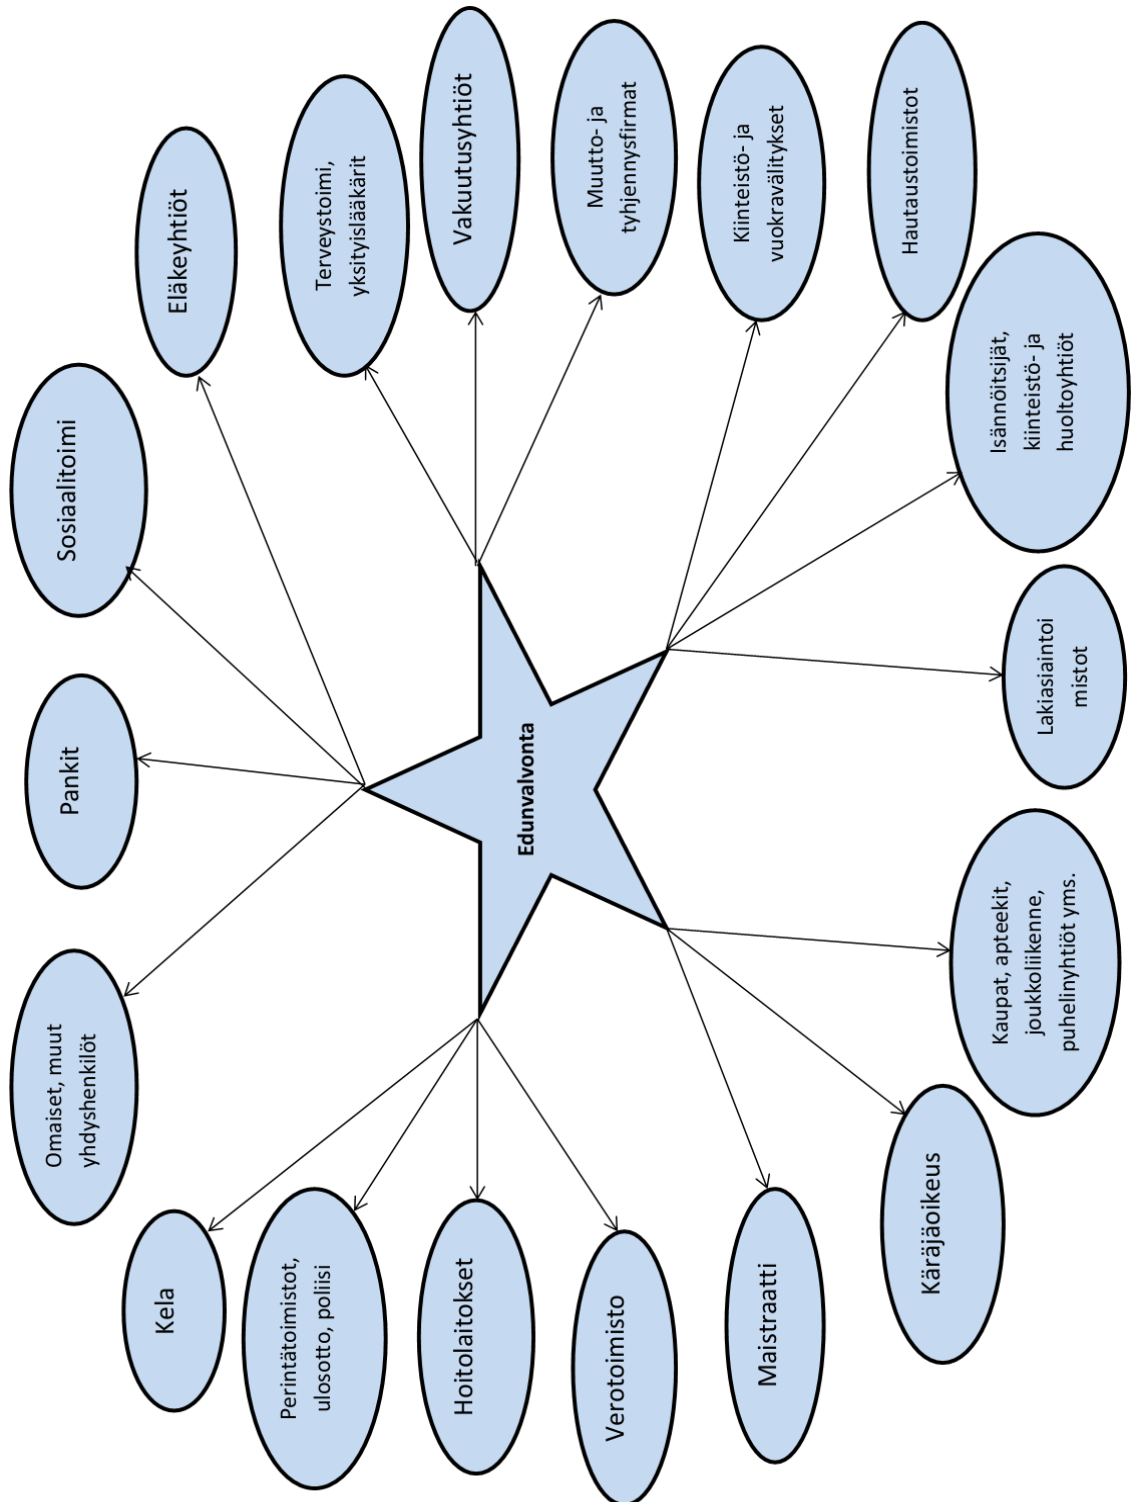 Omaiset, muut
yhdyshenkilöt
Pankit
Sosiaalitoimi
Eläkeyhtiöt
Terveystoimi,
yksityislääkärit
Vakuutusyhtiöt
Muutto- ja
tyhjennysfirmat
Kiinteistö- ja
vuokravälitykset
Hautaustoimistot
Isännöitsijät,
kiinteistö- ja
huoltoyhtiöt
Lakiasiaintoi
mistot
Kaupat, apteekit,
joukkoliikenne,
puhelinyhtiöt yms.
Käräjäoikeus
Maistraatti
Verotoimisto
Hoitolaitokset
Perintätoimistot,
ulosotto, poliisi
Kela
Edunvalvonta